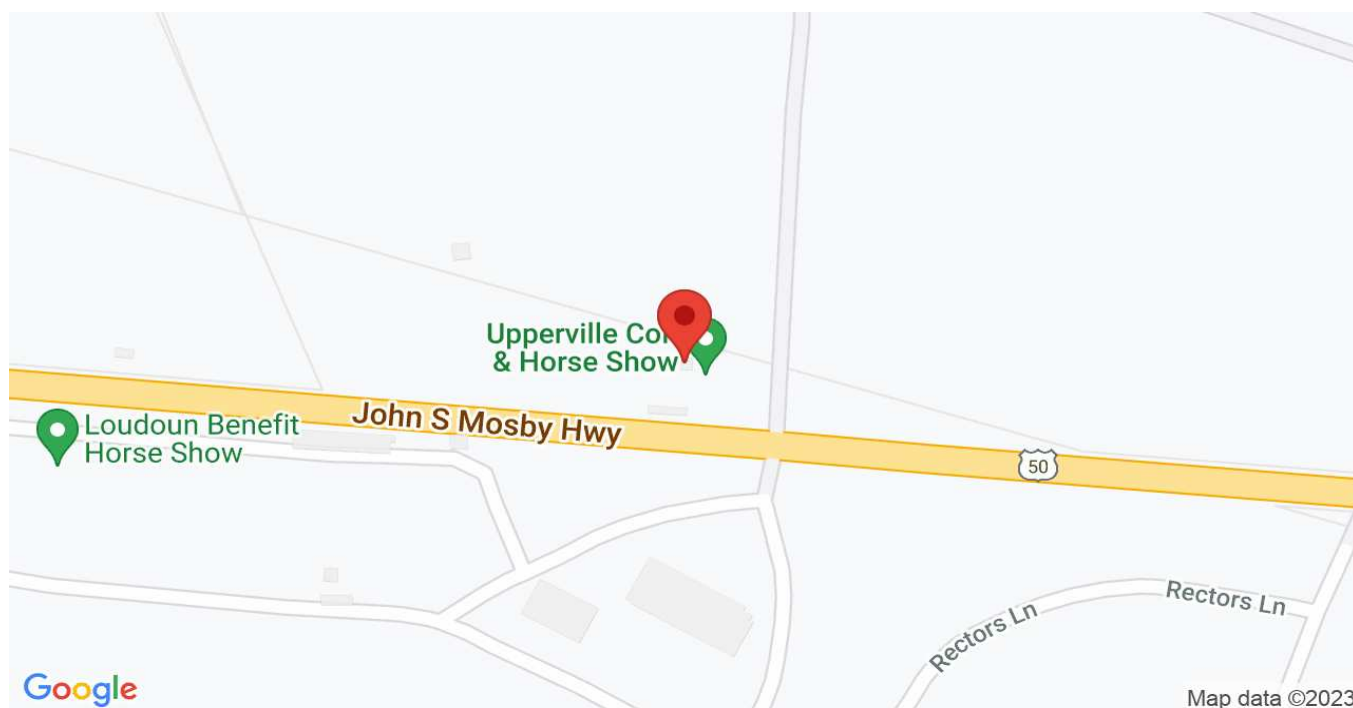 Upperville Co
& Horse Show
Loudoun Benefit
Horse Show
John S Mosby Hwy
50
Rectors Ln
Rectors Ln
Google
Map data ©2023